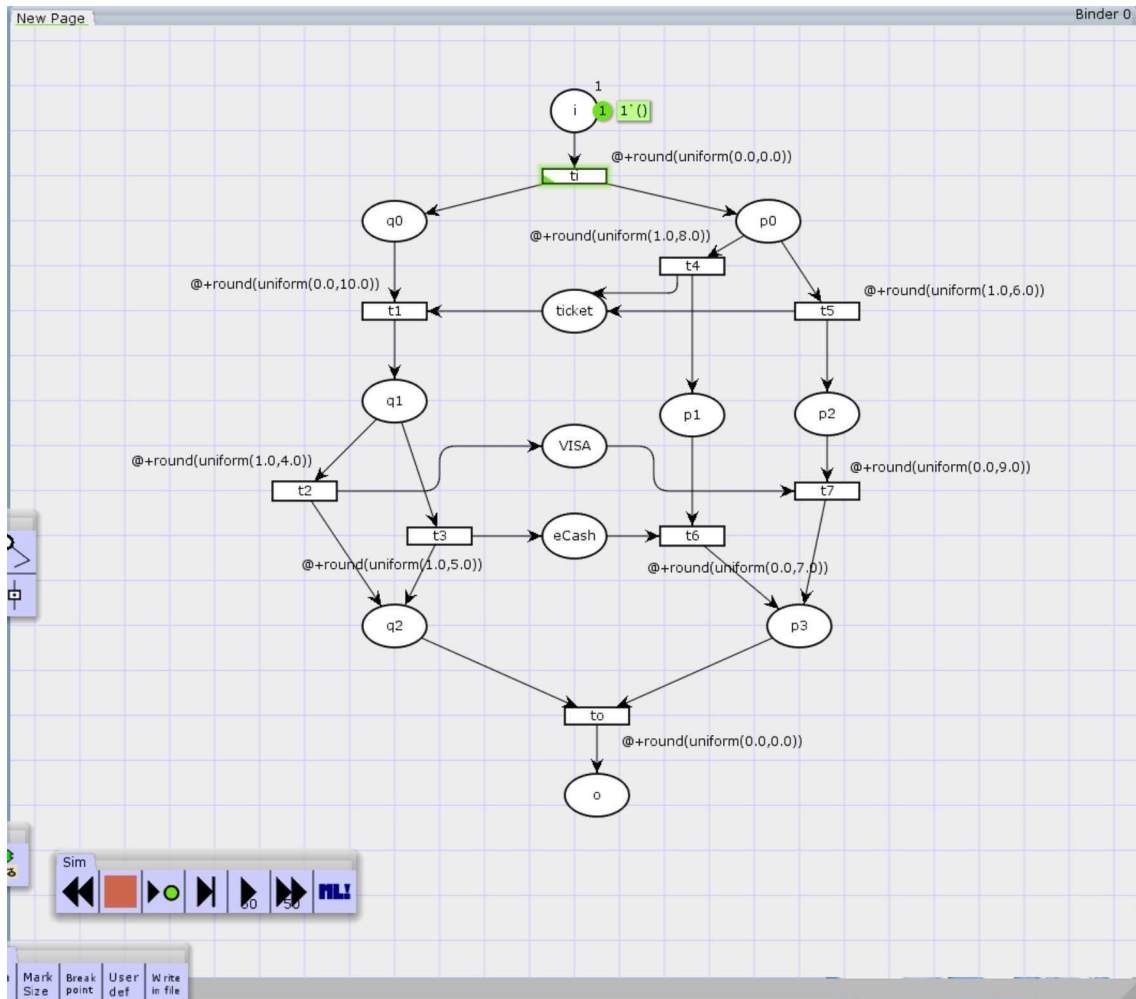 New Page
Binder 0
1
i
1
1`()
@+round(uniform(0.0,0.0))
ti
q0
p0
@+round(uniform(1.0,8.0))
t4
@+round(uniform(0.0,10.0))
@+round(uniform(1.0,6.0))
t1
ticket
t5
q1
p1
p2
VISA
@+round(uniform(1.0,4.0))
@+round(uniform(0.0,9.0))
t2
t7
t3
eCash
t6
@+round(uniform(1.0,5.0))
@+round(uniform(0.0,7.0))
q2
p3
to
@+round(uniform(0.0,0.0))
o
Sim
50
50
ML!
Mark Size
Break point
User def
Write in file